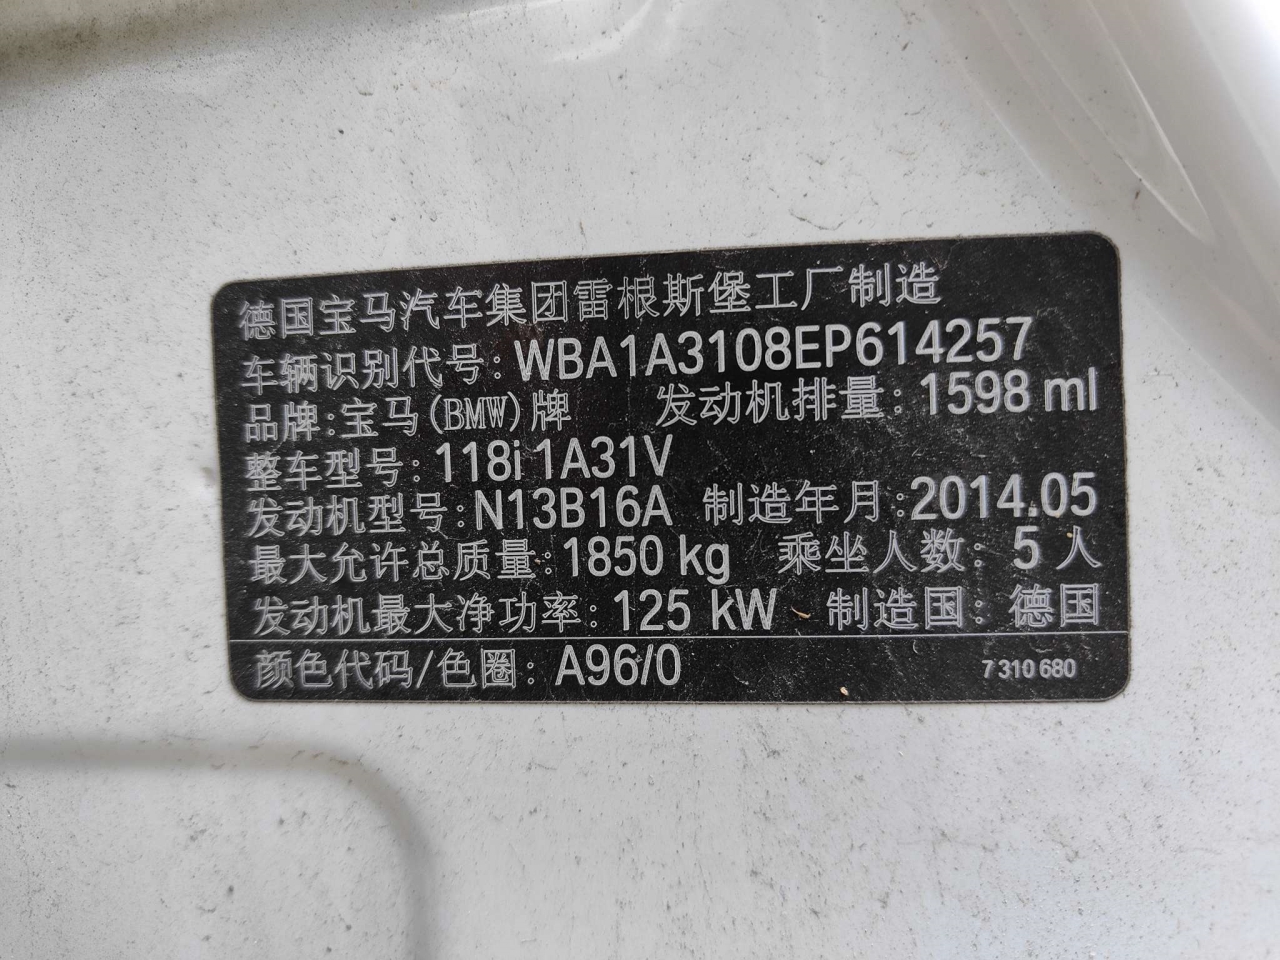 德国宝马汽车集团雷根斯堡工厂制造
车辆识别代号: WBA1A3108EP614257
品牌:宝马(BMW)牌 发动机排量: 1598 ml
整车型号: 118i 1A31V
发动机型号: N13B16A 制造年月:2014.05
最大允许总质量: 1850 kg 乘坐人数: 5 人
发动机最大净功率: 125 kW 制造国: 德国
颜色代码/色圈: A96/0 7 310 680